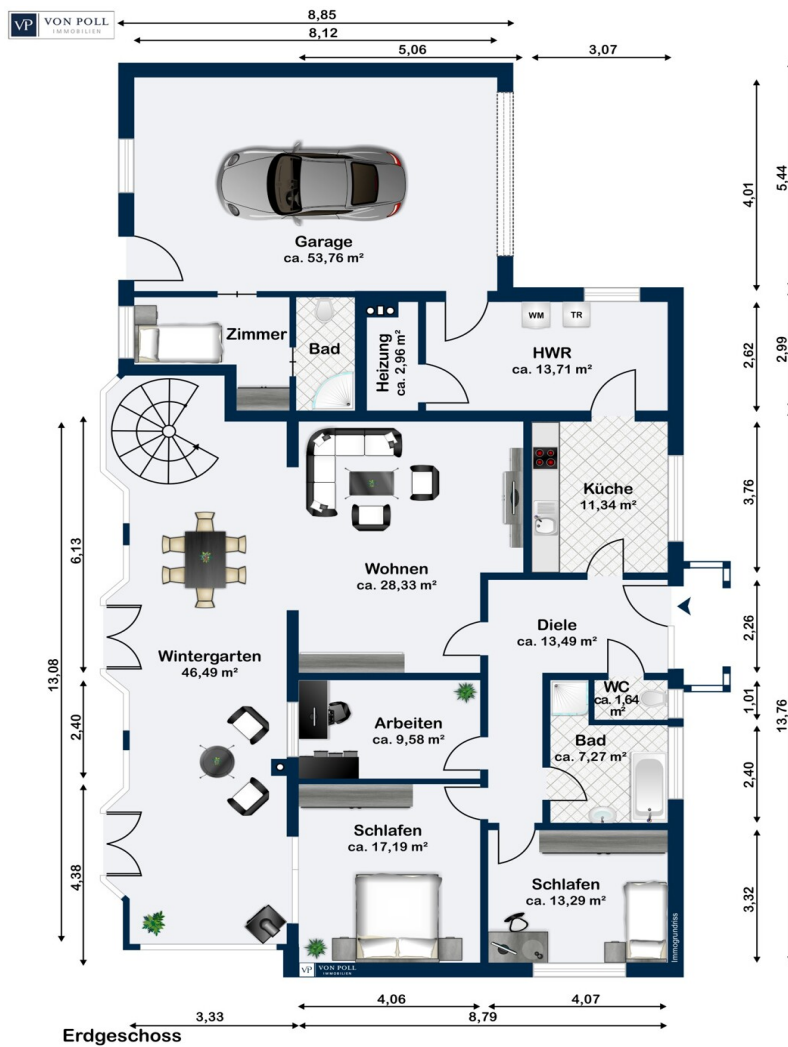 VP VON POLL
IMMOBILIEN
8,85
8,12
5,06
3,07
4,01
5,44
Garage
ca. 53,76 m²
Zimmer
Bad
Heizung
ca. 2,96 m²
WM
TR
HWR
ca. 13,71 m²
2,62
2,99
Küche
11,34 m²
3,76
Wohnen
ca. 28,33 m²
6,13
13,08
Diele
ca. 13,49 m²
2,26
Wintergarten
46,49 m²
WC
ca. 1,64
m²
1,01
13,76
2,40
Arbeiten
ca. 9,58 m²
Bad
ca. 7,27 m²
2,40
4,38
Schlafen
ca. 17,19 m²
Schlafen
ca. 13,29 m²
3,32
Immogrundriss
VP VON POLL
IMMOBILIEN
4,06
4,07
3,33
8,79
Erdgeschoss